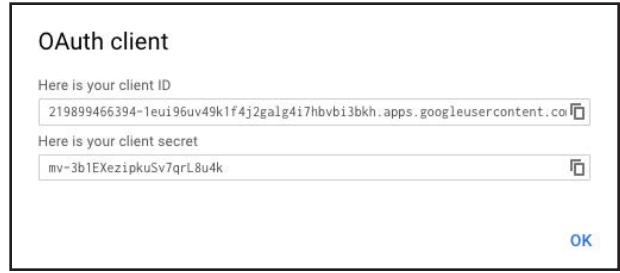 OAuth client
Here is your client ID
219899466394-1eui96uv49k1f4j2galg4i7hbvbi3bkh.apps.googleusercontent.co
Here is your client secret
mv-3b1EXezipkuSv7qrL8u4k
OK